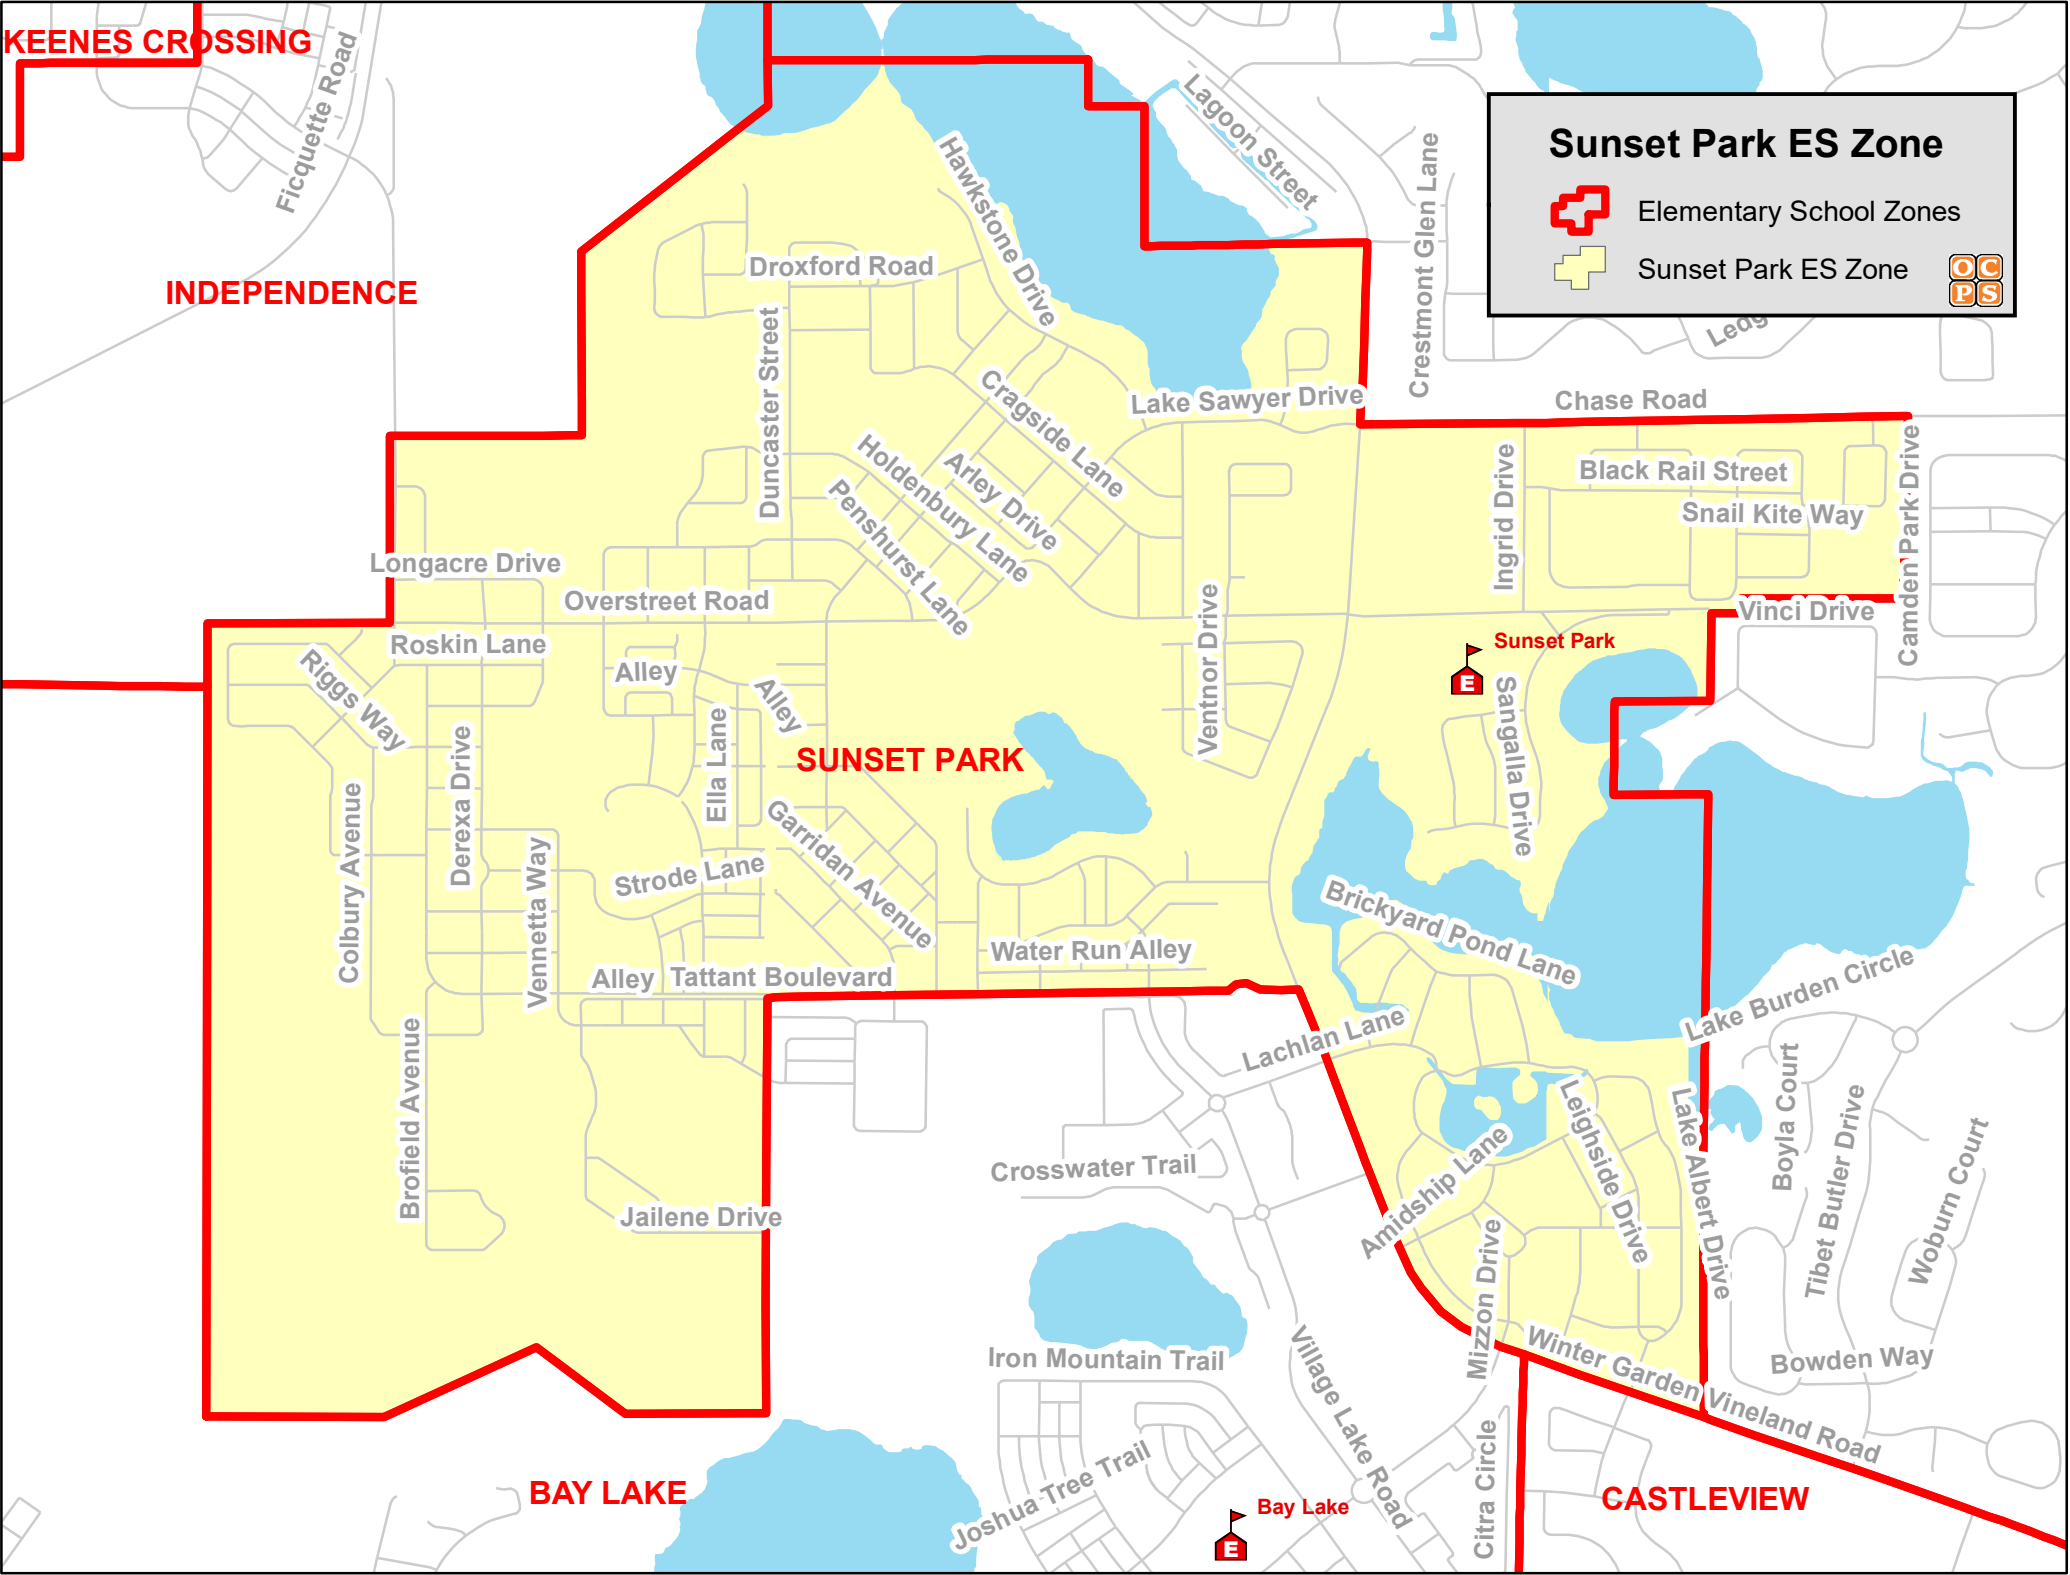 KEENES CROSSING
Ficquette Road
Lagoon Street
Hawkstone Drive
Crestmont Glen Lane
Sunset Park ES Zone
Elementary School Zones
Sunset Park ES Zone
O C
P S
INDEPENDENCE
Droxford Road
Duncaster Street
Cragside Lane
Lake Sawyer Drive
Chase Road
Holdenbury Lane
Arley Drive
Penshurst Lane
Ingrid Drive
Black Rail Street
Snail Kite Way
Camden Park Drive
Longacre Drive
Overstreet Road
Vinci Drive
Roskin Lane
Riggs Way
Alley
Alley
Ventnor Drive
Sunset Park
E
Sangalla Drive
Ella Lane
Derexa Drive
SUNSET PARK
Colbury Avenue
Vennetta Way
Strode Lane
Garridan Avenue
Brickyard Pond Lane
Water Run Alley
Alley
Tattant Boulevard
Lake Burden Circle
Lachlan Lane
Brofield Avenue
Boyla Court
Leighside Drive
Lake Albert Drive
Tibet Butler Drive
Woburn Court
Crosswater Trail
Amidship Lane
Jailene Drive
Mizzon Drive
Iron Mountain Trail
Village Lake Road
Winter Garden Vineland Road
Bowden Way
Joshua Tree Trail
Citra Circle
BAY LAKE
Bay Lake
E
CASTLEVIEW